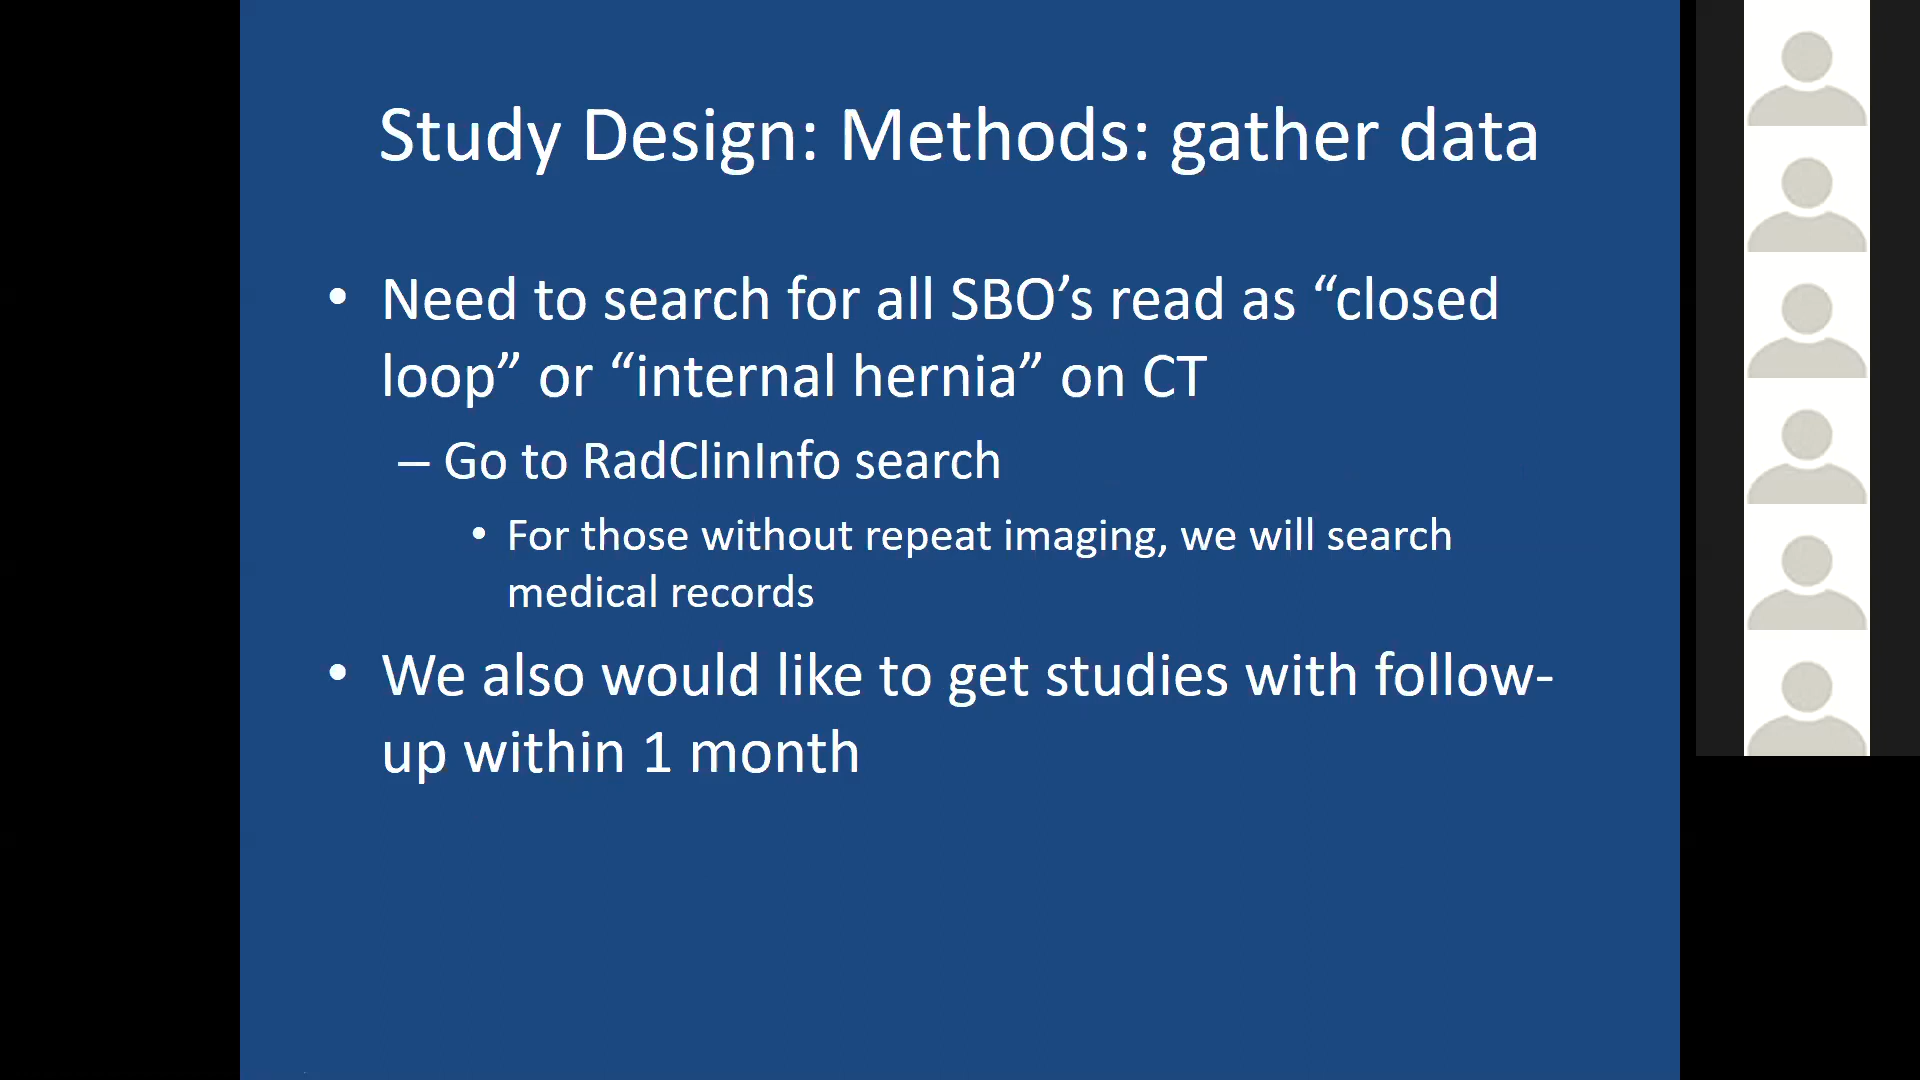 Study Design: Methods: gather data
• Need to search for all SBO’s read as “closed
loop” or “internal hernia” on CT
– Go to RadClinInfo search
• For those without repeat imaging, we will search
medical records
• We also would like to get studies with follow-
up within 1 month